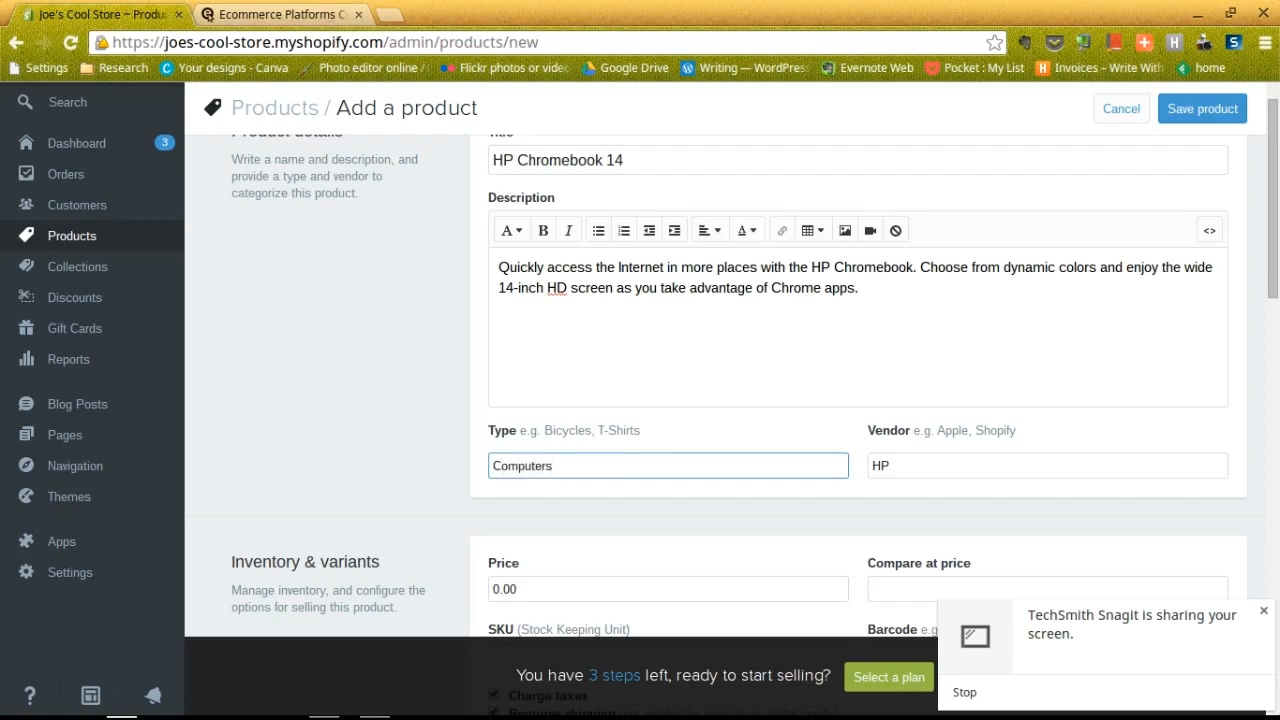 Joe's Cool Store ~ Produ
Ecommerce Platforms C
https://joes-cool-store.myshopify.com/admin/products/new
Settings Research Your designs - Canva Photo editor online / Flickr photos or video Google Drive Writing — WordPress Evernote Web Pocket : My List Invoices – Write With home
Search
Products / Add a product
Cancel
Save product
Product details
Title
Dashboard 3
Write a name and description, and
provide a type and vendor to
categorize this product.
HP Chromebook 14
Orders
Customers
Description
Products
A B I A <>
Collections
Quickly access the Internet in more places with the HP Chromebook. Choose from dynamic colors and enjoy the wide
14-inch HD screen as you take advantage of Chrome apps.
Discounts
Gift Cards
Reports
Blog Posts
Pages
Navigation
Themes
Apps
Settings
Type e.g. Bicycles, T-Shirts
Vendor e.g. Apple, Shopify
Computers
HP
Inventory & variants
Manage inventory, and configure the
options for selling this product.
Price
Compare at price
0.00
SKU (Stock Keeping Unit)
Barcode e.g
TechSmith Snagit is sharing your
screen.
Stop
You have 3 steps left, ready to start selling?
Select a plan
Charge taxes
?